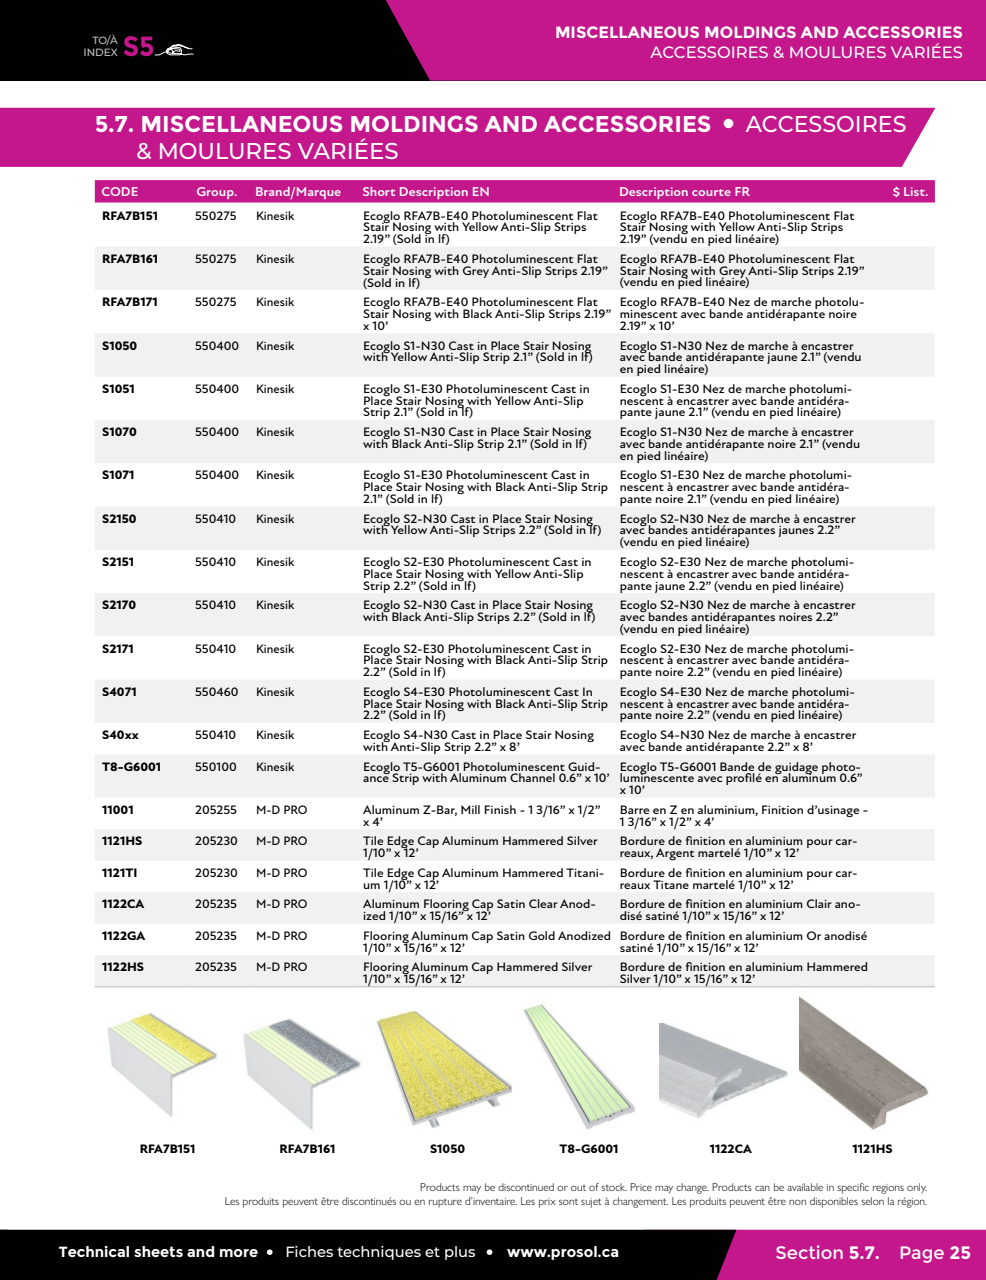 TO/À
INDEX S5
MISCELLANEOUS MOLDINGS AND ACCESSORIES
ACCESSOIRES & MOULURES VARIÉES
5.7. MISCELLANEOUS MOLDINGS AND ACCESSORIES • ACCESSOIRES
& MOULURES VARIÉES
CODE Group. Brand/Marque Short Description EN Description courte FR $ List.
RFA7B151 550275 Kinesik Ecoglo RFA7B-E40 Photoluminescent Flat Ecoglo RFA7B-E40 Photoluminescent Flat
Stair Nosing with Yellow Anti-Slip Strips Stair Nosing with Yellow Anti-Slip Strips
2.19” (Sold in lf) 2.19” (vendu en pied linéaire)
RFA7B161 550275 Kinesik Ecoglo RFA7B-E40 Photoluminescent Flat Ecoglo RFA7B-E40 Photoluminescent Flat
Stair Nosing with Grey Anti-Slip Strips 2.19” Stair Nosing with Grey Anti-Slip Strips 2.19”
(Sold in lf) (vendu en pied linéaire)
RFA7B171 550275 Kinesik Ecoglo RFA7B-E40 Photoluminescent Flat Ecoglo RFA7B-E40 Nez de marche photolu-
Stair Nosing with Black Anti-Slip Strips 2.19” minescent avec bande antidérapante noire
x 10’ 2.19” x 10’
S1050 550400 Kinesik Ecoglo S1-N30 Cast in Place Stair Nosing Ecoglo S1-N30 Nez de marche à encastrer
with Yellow Anti-Slip Strip 2.1” (Sold in lf) avec bande antidérapante jaune 2.1” (vendu
en pied linéaire)
S1051 550400 Kinesik Ecoglo S1-E30 Photoluminescent Cast in Ecoglo S1-E30 Nez de marche photolumi-
Place Stair Nosing with Yellow Anti-Slip nescent à encastrer avec bande antidéra-
Strip 2.1” (Sold in lf) pante jaune 2.1” (vendu en pied linéaire)
S1070 550400 Kinesik Ecoglo S1-N30 Cast in Place Stair Nosing Ecoglo S1-N30 Nez de marche à encastrer
with Black Anti-Slip Strip 2.1” (Sold in lf) avec bande antidérapante noire 2.1” (vendu
en pied linéaire)
S1071 550400 Kinesik Ecoglo S1-E30 Photoluminescent Cast in Ecoglo S1-E30 Nez de marche photolumi-
Place Stair Nosing with Black Anti-Slip Strip nescent à encastrer avec bande antidéra-
2.1” (Sold in lf) pante noire 2.1” (vendu en pied linéaire)
S2150 550410 Kinesik Ecoglo S2-N30 Cast in Place Stair Nosing Ecoglo S2-N30 Nez de marche à encastrer
with Yellow Anti-Slip Strips 2.2” (Sold in lf) avec bandes antidérapantes jaunes 2.2”
(vendu en pied linéaire)
S2151 550410 Kinesik Ecoglo S2-E30 Photoluminescent Cast in Ecoglo S2-E30 Nez de marche photolumi-
Place Stair Nosing with Yellow Anti-Slip nescent à encastrer avec bande antidéra-
Strip 2.2” (Sold in lf) pante jaune 2.2” (vendu en pied linéaire)
S2170 550410 Kinesik Ecoglo S2-N30 Cast in Place Stair Nosing Ecoglo S2-N30 Nez de marche à encastrer
with Black Anti-Slip Strips 2.2” (Sold in lf) avec bandes antidérapantes noires 2.2”
(vendu en pied linéaire)
S2171 550410 Kinesik Ecoglo S2-E30 Photoluminescent Cast in Ecoglo S2-E30 Nez de marche photolumi-
Place Stair Nosing with Black Anti-Slip Strip nescent à encastrer avec bande antidéra-
2.2” (Sold in lf) pante noire 2.2” (vendu en pied linéaire)
S4071 550460 Kinesik Ecoglo S4-E30 Photoluminescent Cast In Ecoglo S4-E30 Nez de marche photolumi-
Place Stair Nosing with Black Anti-Slip Strip nescent à encastrer avec bande antidéra-
2.2” (Sold in lf) pante noire 2.2” (vendu en pied linéaire)
S40xx 550410 Kinesik Ecoglo S4-N30 Cast in Place Stair Nosing Ecoglo S4-N30 Nez de marche à encastrer
with Anti-Slip Strip 2.2” x 8’ avec bande antidérapante 2.2” x 8’
T8-G6001 550100 Kinesik Ecoglo T5-G6001 Photoluminescent Guid- Ecoglo T5-G6001 Bande de guidage photo-
ance Strip with Aluminum Channel 0.6” x 10’ luminescente avec profilé en aluminum 0.6”
x 10’
11001 205255 M-D PRO Aluminum Z-Bar, Mill Finish - 1 3/16” x 1/2” Barre en Z en aluminium, Finition d’usinage -
x 4’ 1 3/16” x 1/2” x 4’
1121HS 205230 M-D PRO Tile Edge Cap Aluminum Hammered Silver Bordure de finition en aluminium pour car-
1/10” x 12’ reaux, Argent martelé 1/10” x 12’
1121TI 205230 M-D PRO Tile Edge Cap Aluminum Hammered Titani- Bordure de finition en aluminium pour car-
um 1/10” x 12’ reaux Titane martelé 1/10” x 12’
1122CA 205235 M-D PRO Aluminum Flooring Cap Satin Clear Anod- Bordure de finition en aluminium Clair ano-
ized 1/10” x 15/16” x 12’ disé satiné 1/10” x 15/16” x 12’
1122GA 205235 M-D PRO Flooring Aluminum Cap Satin Gold Anodized Bordure de finition en aluminium Or anodisé
1/10” x 15/16” x 12’ satiné 1/10” x 15/16” x 12’
1122HS 205235 M-D PRO Flooring Aluminum Cap Hammered Silver Bordure de finition en aluminium Hammered
1/10” x 15/16” x 12’ Silver 1/10” x 15/16” x 12’
RFA7B151 RFA7B161 S1050 T8-G6001 1122CA 1121HS
Products may be discontinued or out of stock. Price may change. Products can be available in specific regions only.
Les produits peuvent être discontinués ou en rupture d’inventaire. Les prix sont sujet à changement. Les produits peuvent être non disponibles selon la région.
Technical sheets and more • Fiches techniques et plus • www.prosol.ca
Section 5.7. Page 25